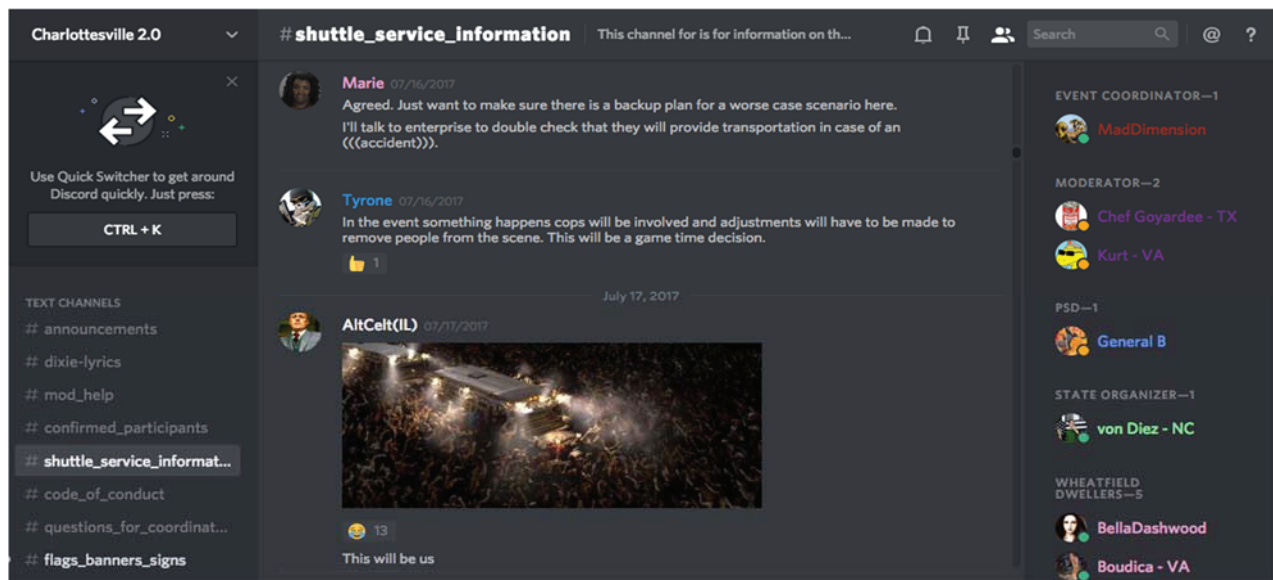 Charlottesville 2.0
Use Quick Switcher to get around
Discord quickly. Just press:
CTRL + K
TEXT CHANNELS
# announcements
# dixie-lyrics
# mod_help
# confirmed_participants
# shuttle_service_informat...
# code_of_conduct
# questions_for_coordinat...
# flags_banners_signs
#shuttle_service_information
This channel for is for information on th...
Search
@
?
Marie 07/16/2017
Agreed. Just want to make sure there is a backup plan for a worse case scenario here.
I'll talk to enterprise to double check that they will provide transportation in case of an
(((accident))).
Tyrone 07/16/2017
In the event something happens cops will be involved and adjustments will have to be made to
remove people from the scene. This will be a game time decision.
1
July 17, 2017
AltCelt(IL) 07/17/2017
13
This will be us
EVENT COORDINATOR—1
MadDimension
MODERATOR—2
Chef Goyardee - TX
Kurt - VA
PSD—1
General B
STATE ORGANIZER—1
von Diez - NC
WHEATFIELD
DWELLERS—5
BellaDashwood
Boudica - VA